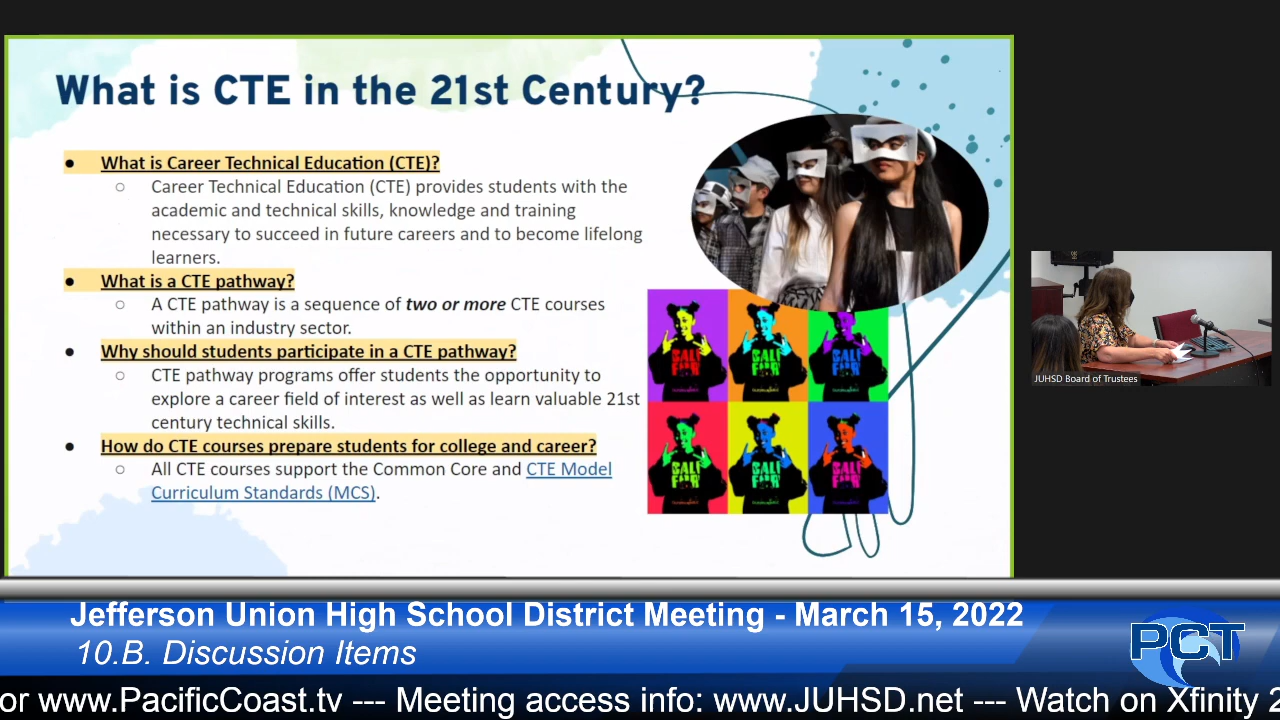 What is CTE in the 21st Century?
● What is Career Technical Education (CTE)?
○ Career Technical Education (CTE) provides students with the
academic and technical skills, knowledge and training
necessary to succeed in future careers and to become lifelong
learners.
● What is a CTE pathway?
○ A CTE pathway is a sequence of two or more CTE courses
within an industry sector.
● Why should students participate in a CTE pathway?
○ CTE pathway programs offer students the opportunity to
explore a career field of interest as well as learn valuable 21st
century technical skills.
● How do CTE courses prepare students for college and career?
○ All CTE courses support the Common Core and CTE Model
Curriculum Standards (MCS).
JUHSD Board of Trustees
Jefferson Union High School District Meeting - March 15, 2022
10.B. Discussion Items
PCT
or www.PacificCoast.tv --- Meeting access info: www.JUHSD.net --- Watch on Xfinity 2